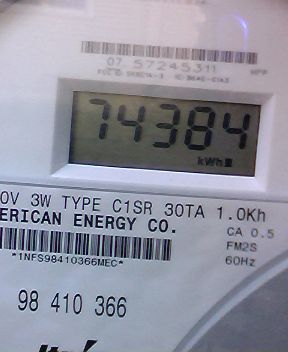 07 57245311
74384
kWh
0V 3W TYPE C1SR 30TA 1.0Kh
ERICAN ENERGY CO.
CA 0.5
FM2S
*1NFS98410366MEC*
60Hz
98 410 366